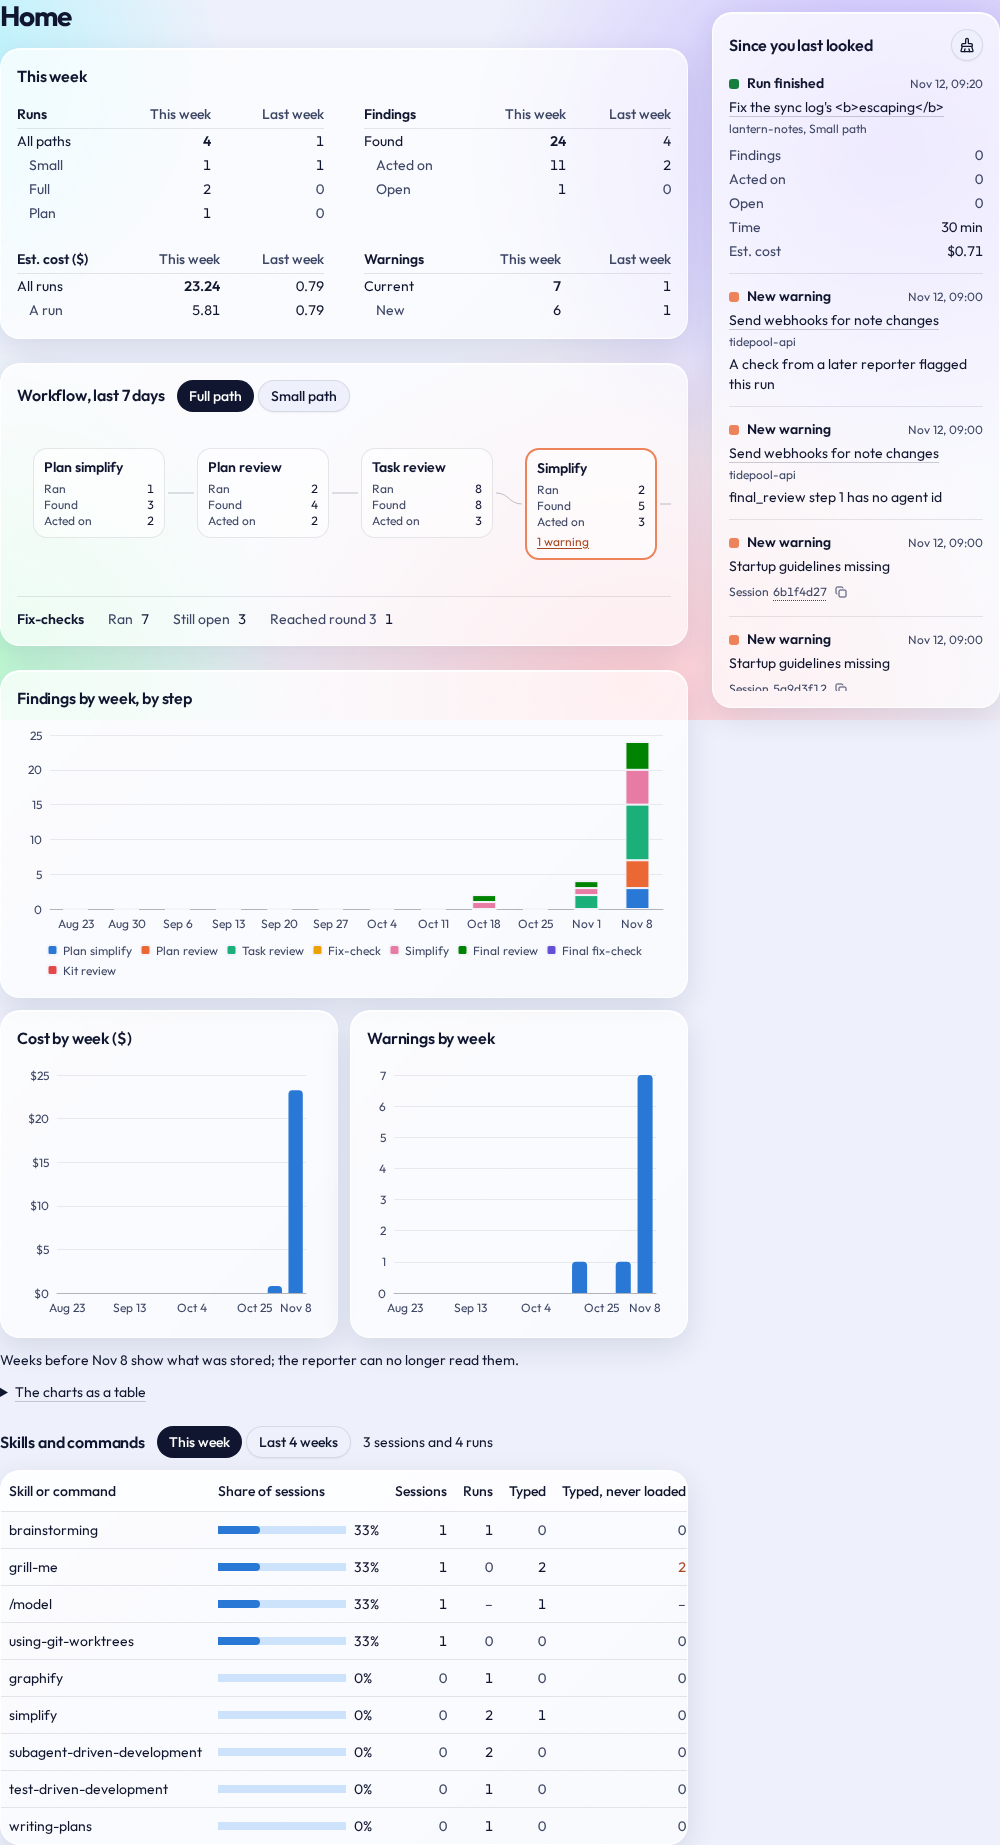 Home
This week
Runs This week Last week
All paths 4 1
Small 1 1
Full 2 0
Plan 1 0
Findings This week Last week
Found 24 4
Acted on 11 2
Open 1 0
Est. cost ($) This week Last week
All runs 23.24 0.79
A run 5.81 0.79
Warnings This week Last week
Current 7 1
New 6 1
Workflow, last 7 days Full path Small path
Plan simplify
Ran 1
Found 3
Acted on 2
Plan review
Ran 2
Found 4
Acted on 2
Task review
Ran 8
Found 8
Acted on 3
Simplify
Ran 2
Found 5
Acted on 3
1 warning
Fix-checks Ran 7 Still open 3 Reached round 3 1
Findings by week, by step
25
20
15
10
5
0
Aug 23 Aug 30 Sep 6 Sep 13 Sep 20 Sep 27 Oct 4 Oct 11 Oct 18 Oct 25 Nov 1 Nov 8
Plan simplify Plan review Task review Fix-check Simplify Final review Final fix-check
Kit review
Cost by week ($)
$25
$20
$15
$10
$5
$0
Aug 23 Sep 13 Oct 4 Oct 25 Nov 8
Warnings by week
7
6
5
4
3
2
1
0
Aug 23 Sep 13 Oct 4 Oct 25 Nov 8
Weeks before Nov 8 show what was stored; the reporter can no longer read them.
The charts as a table
Skills and commands This week Last 4 weeks 3 sessions and 4 runs
Skill or command Share of sessions Sessions Runs Typed Typed, never loaded
brainstorming 33% 1 1 0 0
grill-me 33% 1 0 2 2
/model 33% 1 – 1 –
using-git-worktrees 33% 1 0 0 0
graphify 0% 0 1 0 0
simplify 0% 0 2 1 0
subagent-driven-development 0% 0 2 0 0
test-driven-development 0% 0 1 0 0
writing-plans 0% 0 1 0 0
Since you last looked
Run finished Nov 12, 09:20
Fix the sync log's <b>escaping</b>
lantern-notes, Small path
Findings 0
Acted on 0
Open 0
Time 30 min
Est. cost $0.71
New warning Nov 12, 09:00
Send webhooks for note changes
tidepool-api
A check from a later reporter flagged
this run
New warning Nov 12, 09:00
Send webhooks for note changes
tidepool-api
final_review step 1 has no agent id
New warning Nov 12, 09:00
Startup guidelines missing
Session 6b1f4d27
New warning Nov 12, 09:00
Startup guidelines missing
Session 5a9d3f12